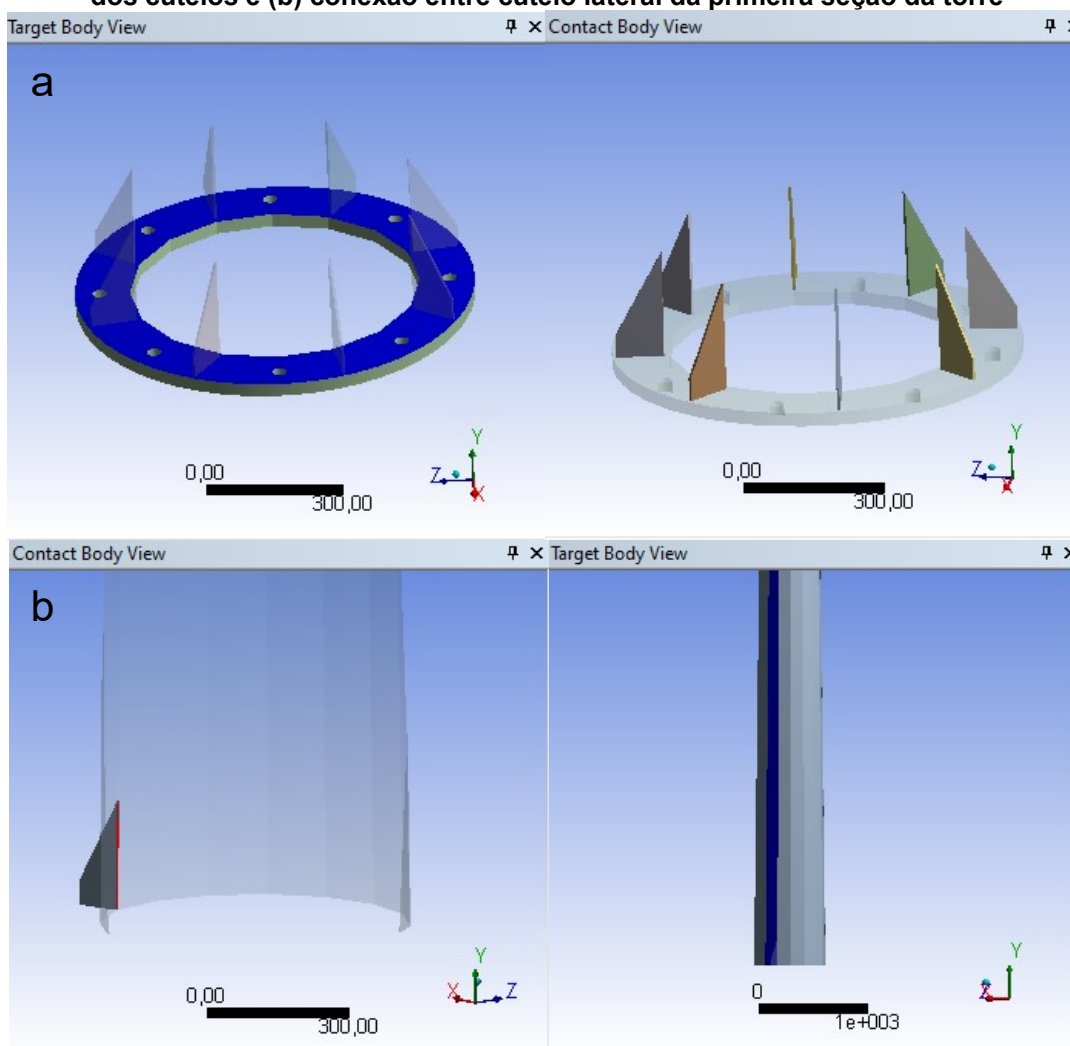 dos cutelos e (b) conexão entre cutelo lateral da primeira seção da torre
Target Body View
Contact Body View
a
Y
Z
X
0,00
300,00
Y
Z
X
0,00
300,00
Contact Body View
Target Body View
b
Y
X
Z
0,00
300,00
Y
0
1e+003